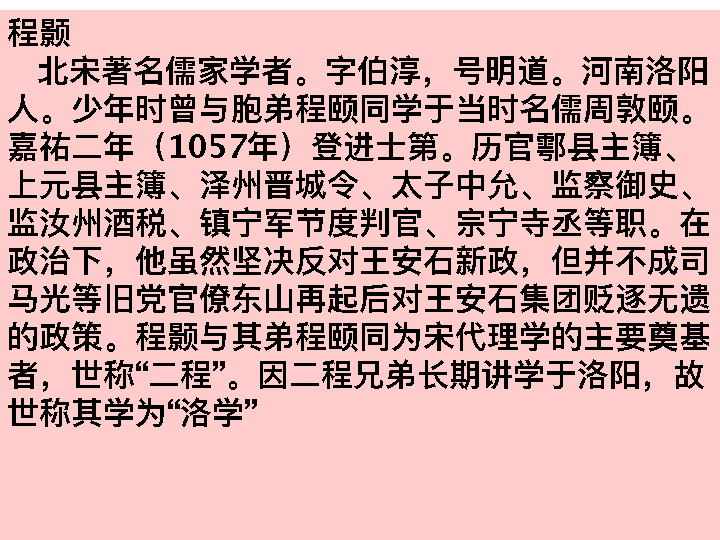 程颢
北宋著名儒家学者。字伯淳，号明道。河南洛阳
人。少年时曾与胞弟程颐同学于当时名儒周敦颐。
嘉祐二年（1057年）登进士第。历官鄠县主簿、
上元县主簿、泽州晋城令、太子中允、监察御史、
监汝州酒税、镇宁军节度判官、宗宁寺丞等职。在
政治下，他虽然坚决反对王安石新政，但并不成司
马光等旧党官僚东山再起后对王安石集团贬逐无遗
的政策。程颢与其弟程颐同为宋代理学的主要奠基
者，世称“二程”。因二程兄弟长期讲学于洛阳，故
世称其学为“洛学”